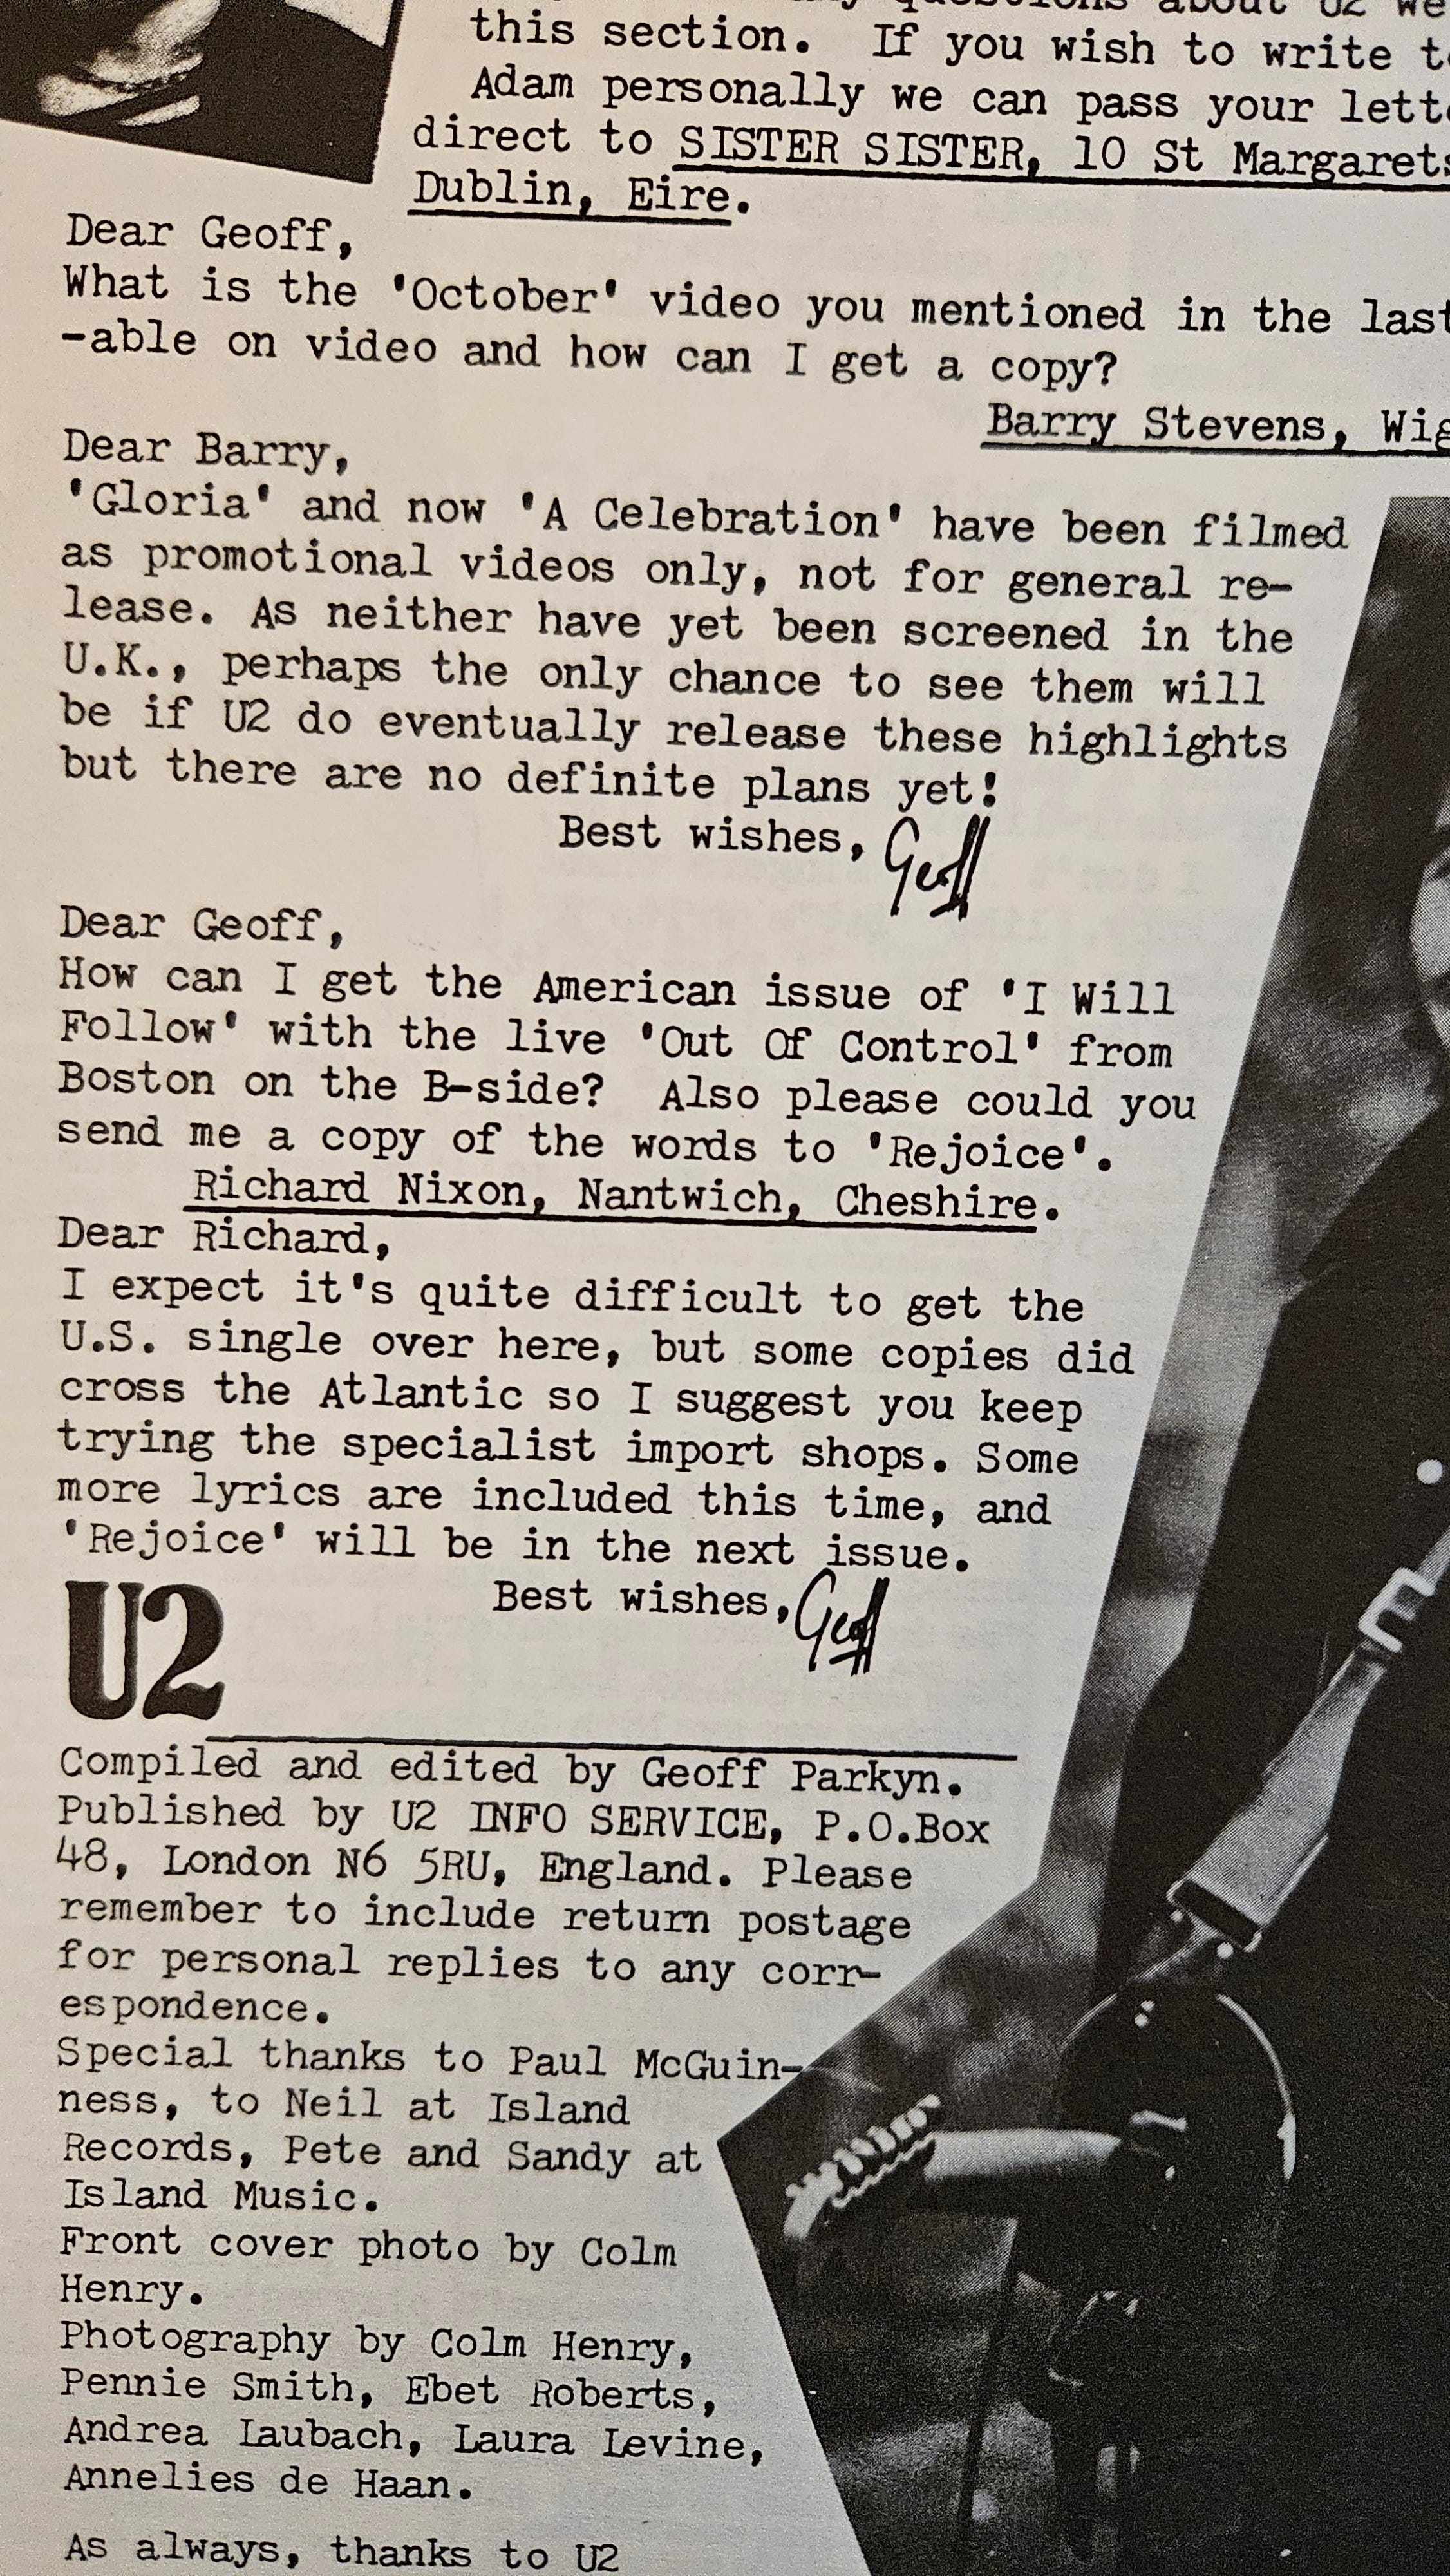 questions about U2 we
this section. If you wish to write to
Adam personally we can pass your lett
direct to SISTER SISTER, 10 St Margarets
Dublin, Eire.
Dear Geoff,
What is the 'October' video you mentioned in the last
-able on video and how can I get a copy?
Barry Stevens, Wig
Dear Barry,
'Gloria' and now 'A Celebration' have been filmed
as promotional videos only, not for general re-
lease. As neither have yet been screened in the
U.K., perhaps the only chance to see them will
be if U2 do eventually release these highlights
but there are no definite plans yet!
Best wishes, Geoff
Dear Geoff,
How can I get the American issue of 'I Will
Follow' with the live 'Out Of Control' from
Boston on the B-side? Also please could you
send me a copy of the words to 'Rejoice'.
Richard Nixon, Nantwich, Cheshire.
Dear Richard,
I expect it's quite difficult to get the
U.S. single over here, but some copies did
cross the Atlantic so I suggest you keep
trying the specialist import shops. Some
more lyrics are included this time, and
'Rejoice' will be in the next issue.
Best wishes, Geoff
U2
Compiled and edited by Geoff Parkyn.
Published by U2 INFO SERVICE, P.O.Box
48, London N6 5RU, England. Please
remember to include return postage
for personal replies to any corr-
espondence.
Special thanks to Paul McGuin-
ness, to Neil at Island
Records, Pete and Sandy at
Island Music.
Front cover photo by Colm
Henry.
Photography by Colm Henry,
Pennie Smith, Ebet Roberts,
Andrea Laubach, Laura Levine,
Annelies de Haan.
As always, thanks to U2